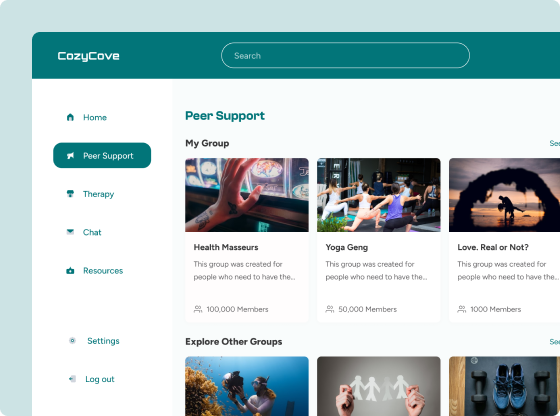 CozyCove
Search
Home
Peer Support
Therapy
Chat
Resources
Settings
Log out
Peer Support
My Group
Health Masseurs
This group was created for
people who need to have the...
100,000 Members
Yoga Geng
This group was created for
people who need to have the...
50,000 Members
Love. Real or Not?
This group was created for
people who need to have the...
1000 Members
Explore Other Groups